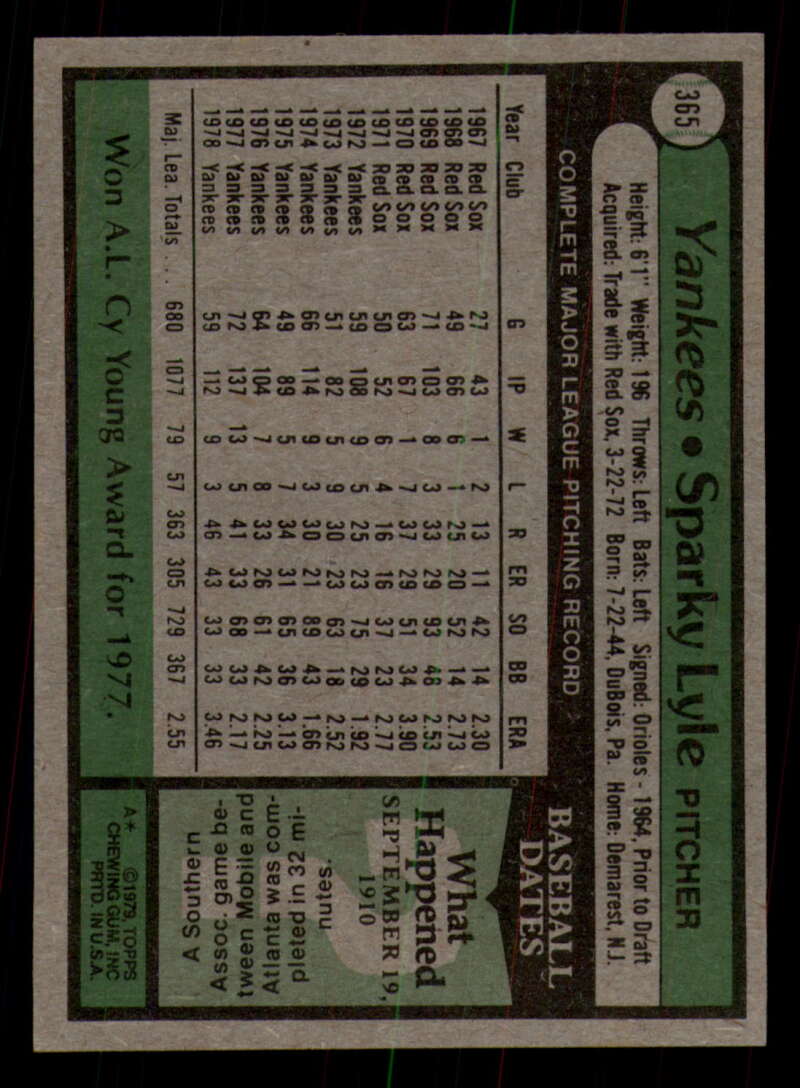 365
Yankees • Sparky Lyle PITCHER
Height: 6'1" Weight: 196 Throws: Left Bats: Left Signed: Orioles - 1964, Prior to Draft
Acquired: Trade with Red Sox, 3-22-72 Born: 7-22-44, DuBois, Pa. Home: Demarest, N.J.
COMPLETE MAJOR LEAGUE PITCHING RECORD
Year Club G IP W L R ER SO BB ERA
1967 Red Sox 27 43 1 2 13 11 42 14 2.30
1968 Red Sox 49 66 6 1 25 20 52 14 2.73
1969 Red Sox 71 103 8 3 33 29 93 48 2.53
1970 Red Sox 63 67 1 7 37 29 51 34 3.90
1971 Red Sox 50 52 6 4 16 16 37 23 2.77
1972 Yankees 59 108 9 5 25 23 75 29 1.92
1973 Yankees 51 82 5 9 30 23 63 18 2.52
1974 Yankees 66 114 9 3 30 21 89 43 1.66
1975 Yankees 49 89 5 7 34 31 65 36 3.13
1976 Yankees 64 104 7 8 33 26 61 42 2.25
1977 Yankees 72 137 13 5 41 33 68 33 2.17
1978 Yankees 59 112 9 3 46 43 33 33 3.46
Maj. Lea. Totals . . . 680 1077 79 57 363 305 729 367 2.55
Won A.L. Cy Young Award for 1977.
BASEBALL
DATES
What
Happened
SEPTEMBER 19,
1910
A Southern
Assoc. game be-
tween Mobile and
Atlanta was com-
pleted in 32 mi-
nutes.
A* ©1979 TOPPS
CHEWING GUM, INC
PRTD. IN U.S.A.